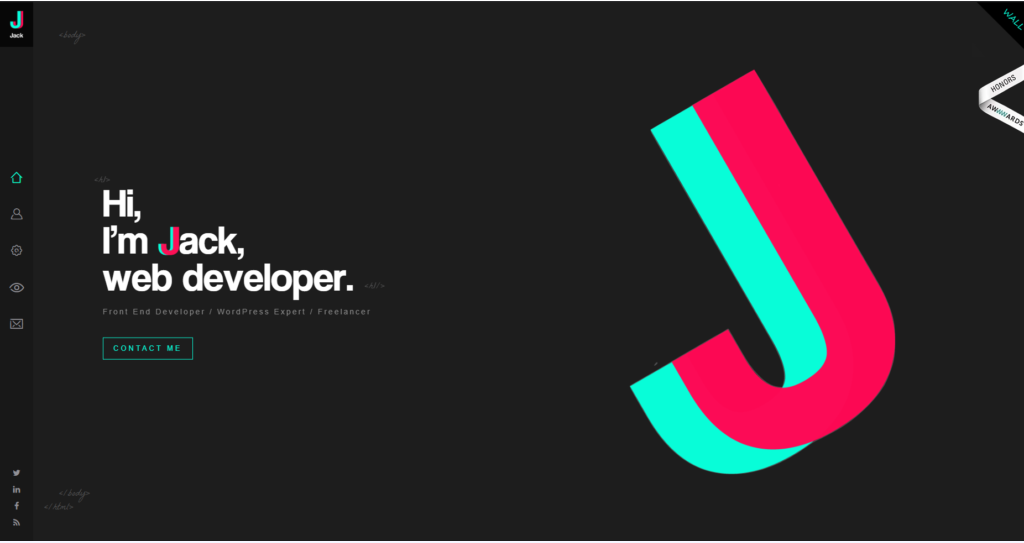 Jack
<body>
WALL
HONORS
AWWWARDS
<h1>
Hi,
I'm Jack,
web developer.
<h1/>
Front End Developer / WordPress Expert / Freelancer
CONTACT ME
</body>
</html>